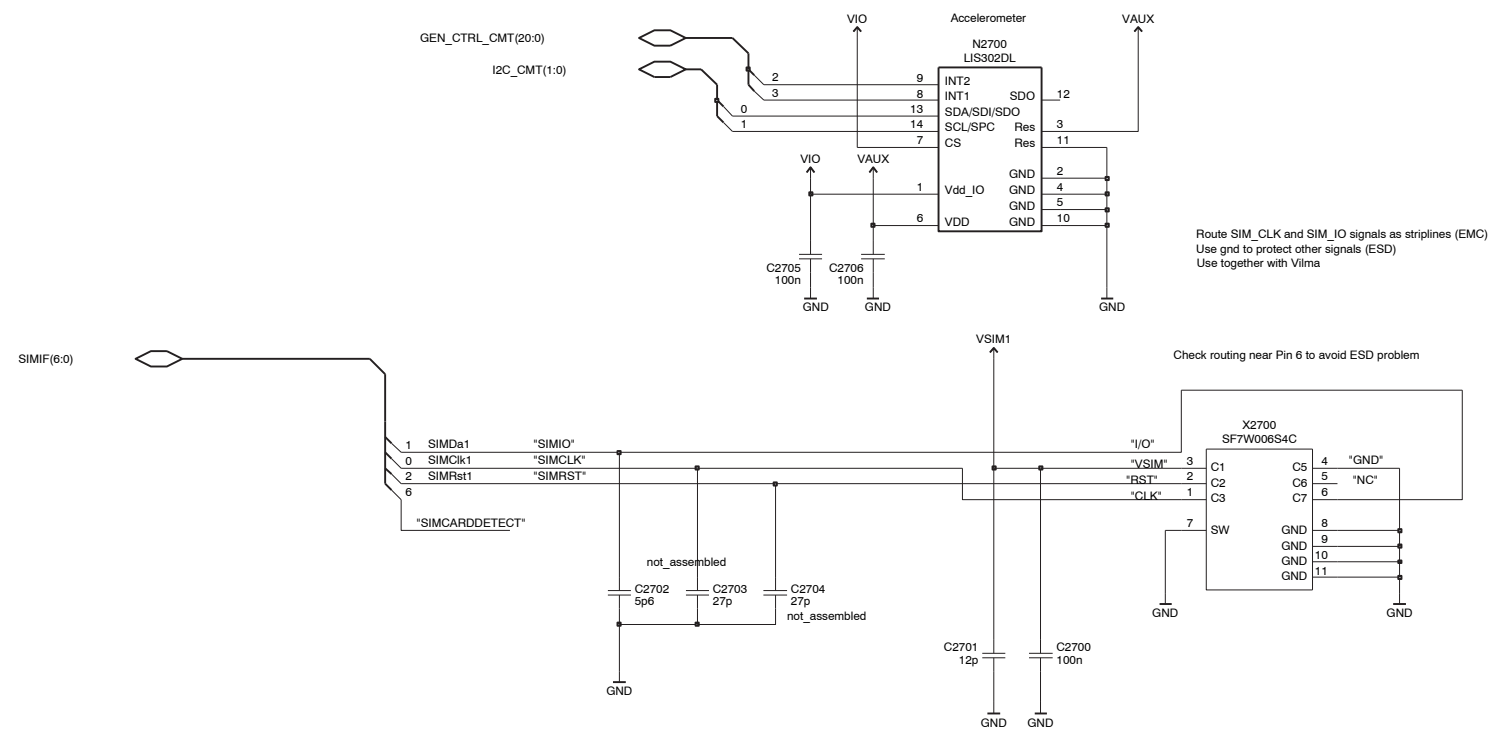 VIO
Accelerometer
VAUX
GEN_CTRL_CMT(20:0)
N2700
LIS302DL
I2C_CMT(1:0)
2 9 INT2
3 8 INT1 SDO 12
0 13 SDA/SDI/SDO
1 14 SCL/SPC Res 3
7 CS Res 11
VIO VAUX
GND 2
1 Vdd_IO GND 4
GND 5
6 VDD GND 10
Route SIM_CLK and SIM_IO signals as striplines (EMC)
Use gnd to protect other signals (ESD)
Use together with Vilma
C2705
100n
C2706
100n
GND GND GND
VSIM1
SIMIF(6:0)
Check routing near Pin 6 to avoid ESD problem
X2700
SF7W006S4C
1 SIMDa1 "SIMIO" "I/O"
0 SIMClk1 "SIMCLK" "VSIM" 3 C1 C5 4 "GND"
2 SIMRst1 "SIMRST" "RST" 2 C2 C6 5 "NC"
6 "CLK" 1 C3 C7 6
"SIMCARDDETECT"
7 SW GND 8
GND 9
GND 10
GND 11
not_assembled
C2702
5p6
C2703
27p
C2704
27p
not_assembled
GND GND
C2701
12p
C2700
100n
GND
GND GND